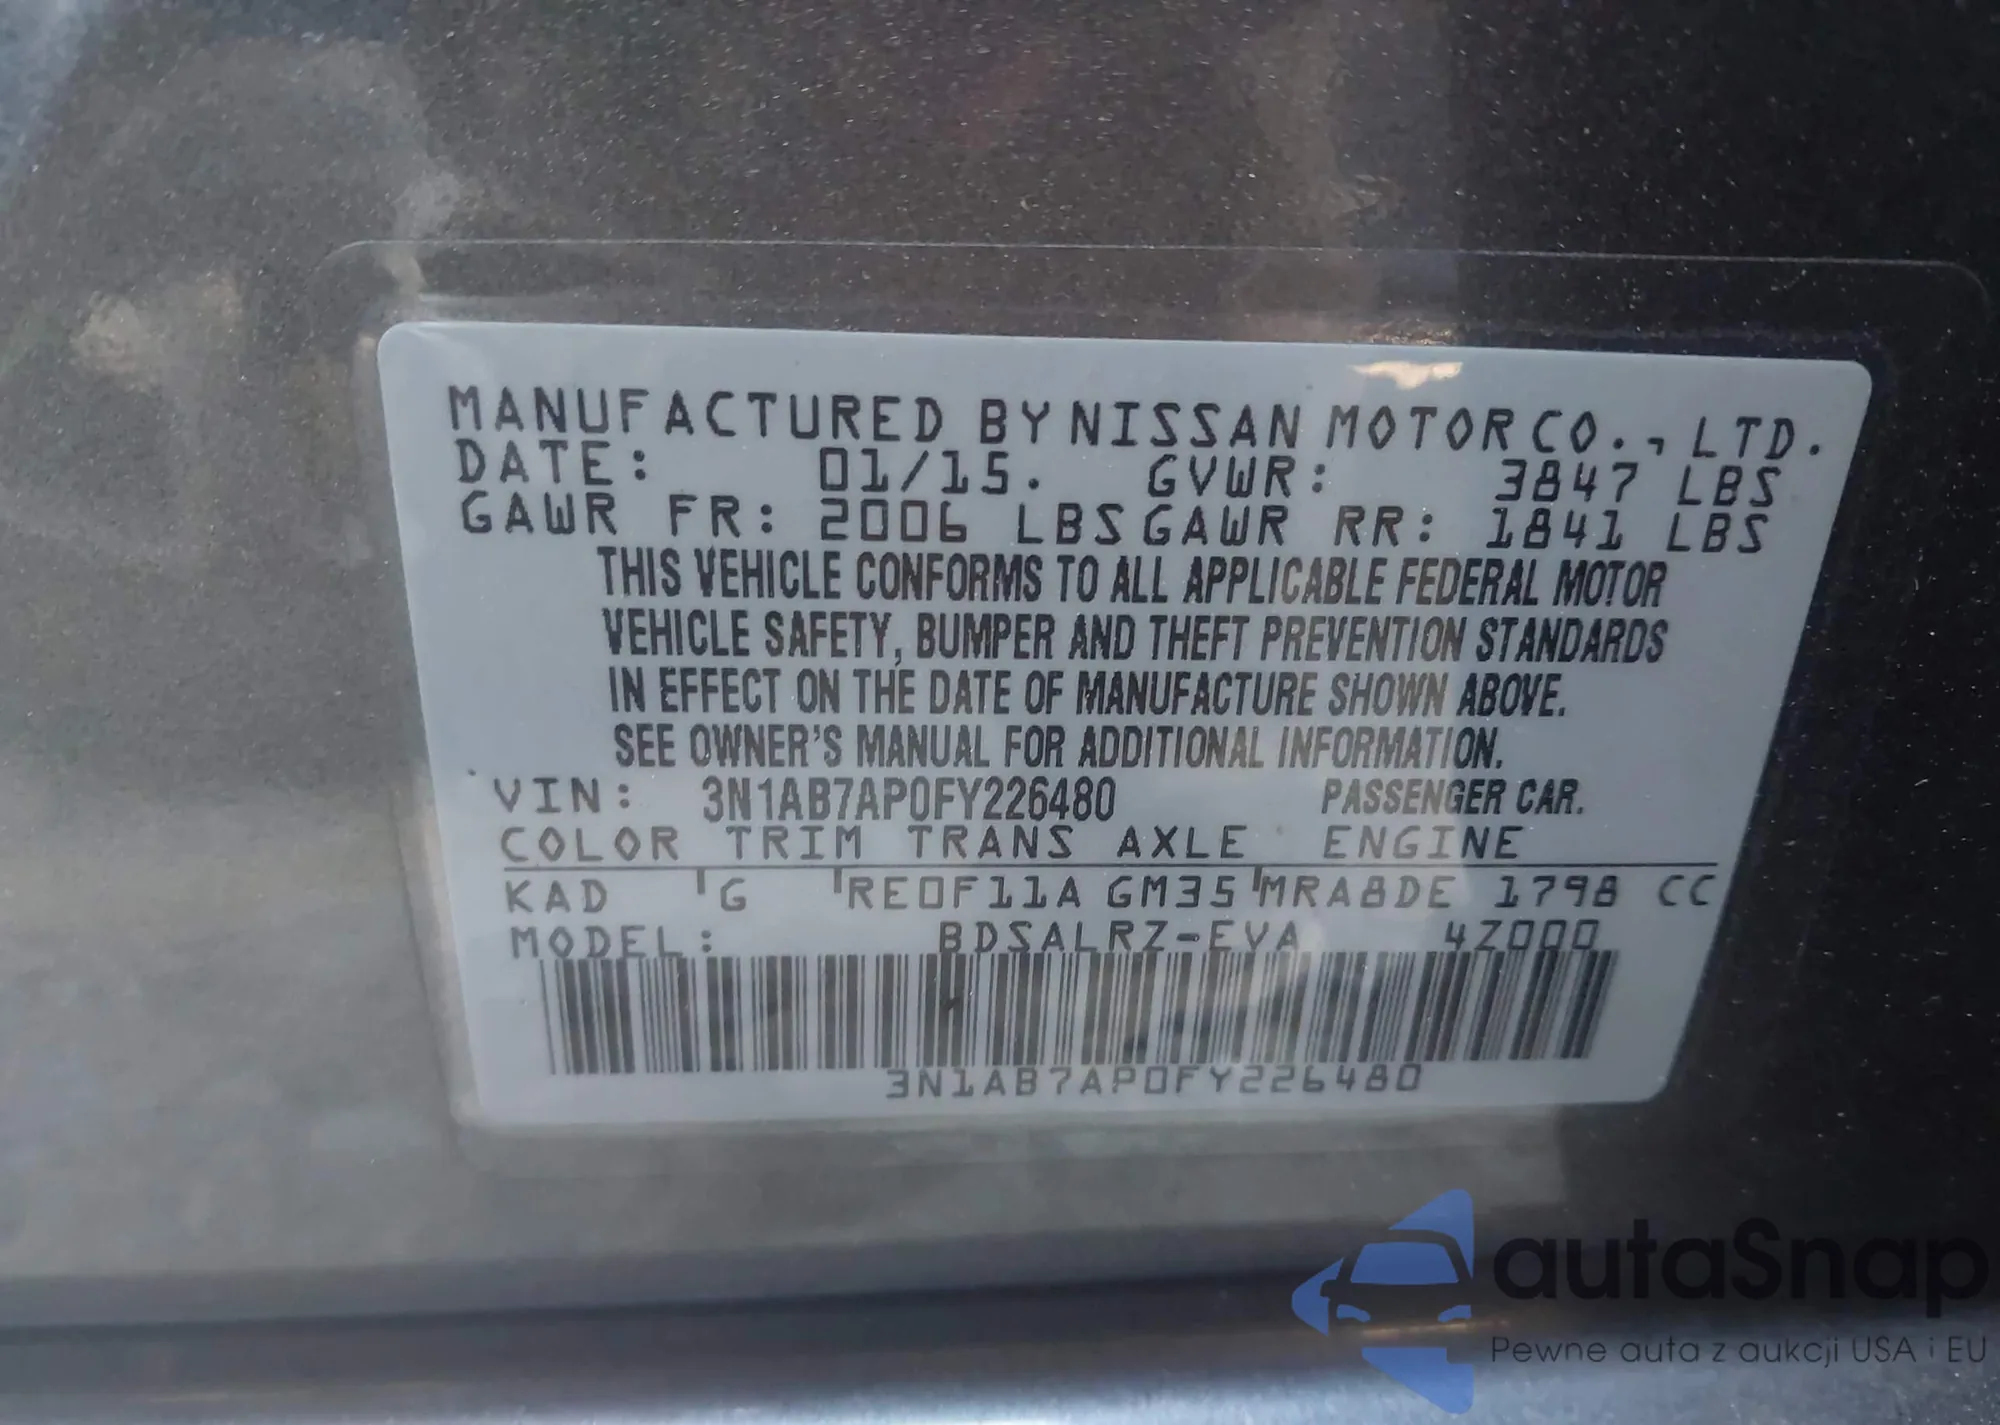 MANUFACTURED BY NISSAN MOTOR CO., LTD.
DATE: 01/15. GVWR: 3847 LBS
GAWR FR: 2006 LBS GAWR RR: 1841 LBS
THIS VEHICLE CONFORMS TO ALL APPLICABLE FEDERAL MOTOR
VEHICLE SAFETY, BUMPER AND THEFT PREVENTION STANDARDS
IN EFFECT ON THE DATE OF MANUFACTURE SHOWN ABOVE.
SEE OWNER'S MANUAL FOR ADDITIONAL INFORMATION.
VIN: 3N1AB7AP0FY226480 PASSENGER CAR.
COLOR TRIM TRANS AXLE ENGINE
KAD G RE0F11A GM35 MRA8DE 1798 CC
MODEL: BDSALRZ-EVA 4Z000
3N1AB7AP0FY226480
autaSnap
Pewne auta z aukcji USA i EU